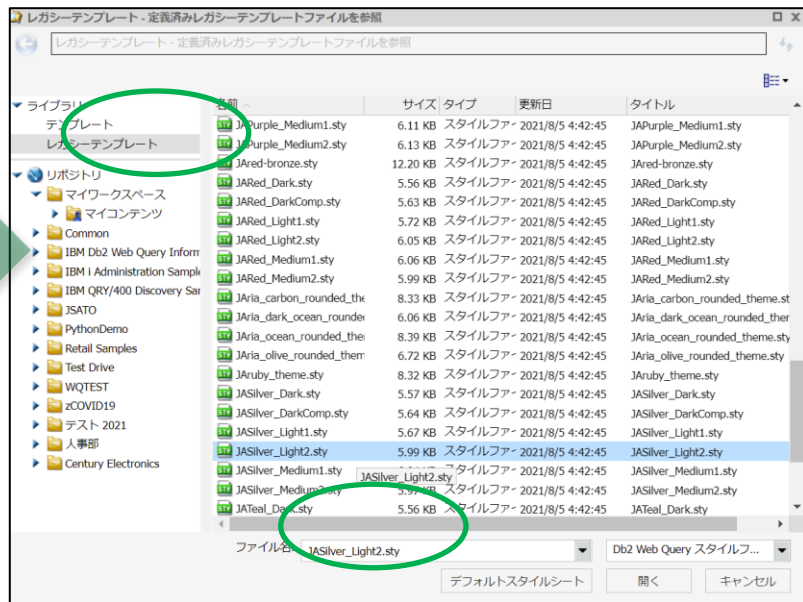 レガシーテンプレート - 定義済みレガシーテンプレートファイルを参照
レガシーテンプレート - 定義済みレガシーテンプレートファイルを参照
ライブラリ
テンプレート
レガシーテンプレート
リポジトリ
マイワークスペース
マイコンテンツ
Common
IBM Db2 Web Query Inform
IBM i Administration Sample
IBM QRY/400 Discovery Sar
JSATO
PythonDemo
Retail Samples
Test Drive
WQTEST
zCOVID19
テスト 2021
人事部
Century Electronics
名前 サイズ タイプ 更新日 タイトル
JAPurple_Medium1.sty 6.11 KB スタイルファ 2021/8/5 4:42:45 JAPurple_Medium1.sty
JAPurple_Medium2.sty 6.13 KB スタイルファ 2021/8/5 4:42:45 JAPurple_Medium2.sty
JAred-bronze.sty 12.20 KB スタイルファ 2021/8/5 4:42:45 JAred-bronze.sty
JARed_Dark.sty 5.56 KB スタイルファ 2021/8/5 4:42:45 JARed_Dark.sty
JARed_DarkComp.sty 5.63 KB スタイルファ 2021/8/5 4:42:45 JARed_DarkComp.sty
JARed_Light1.sty 5.72 KB スタイルファ 2021/8/5 4:42:45 JARed_Light1.sty
JARed_Light2.sty 6.05 KB スタイルファ 2021/8/5 4:42:45 JARed_Light2.sty
JARed_Medium1.sty 6.06 KB スタイルファ 2021/8/5 4:42:45 JARed_Medium1.sty
JARed_Medium2.sty 5.99 KB スタイルファ 2021/8/5 4:42:45 JARed_Medium2.sty
JAria_carbon_rounded_the 8.33 KB スタイルファ 2021/8/5 4:42:45 JAria_carbon_rounded_theme.st
JAria_dark_ocean_rounde 6.06 KB スタイルファ 2021/8/5 4:42:45 JAria_dark_ocean_rounded_ther
JAria_ocean_rounded_the 8.39 KB スタイルファ 2021/8/5 4:42:45 JAria_ocean_rounded_theme.sty
JAria_olive_rounded_them 6.72 KB スタイルファ 2021/8/5 4:42:45 JAria_olive_rounded_theme.sty
JAruby_theme.sty 8.32 KB スタイルファ 2021/8/5 4:42:45 JAruby_theme.sty
JASilver_Dark.sty 5.57 KB スタイルファ 2021/8/5 4:42:45 JASilver_Dark.sty
JASilver_DarkComp.sty 5.64 KB スタイルファ 2021/8/5 4:42:45 JASilver_DarkComp.sty
JASilver_Light1.sty 5.67 KB スタイルファ 2021/8/5 4:42:45 JASilver_Light1.sty
JASilver_Light2.sty 5.99 KB スタイルファ 2021/8/5 4:42:45 JASilver_Light2.sty
JASilver_Medium1.sty スタイルファ 2021/8/5 4:42:45 JASilver_Medium1.sty
JASilver_Light2.sty
JASilver_Medium2.sty 5.97 KB スタイルファ 2021/8/5 4:42:45 JASilver_Medium2.sty
JATeal_Dark.sty 5.56 KB スタイルファ 2021/8/5 4:42:45 JATeal_Dark.sty
ファイル名 JASilver_Light2.sty Db2 Web Query スタイルフ...
デフォルトスタイルシート 開く キャンセル